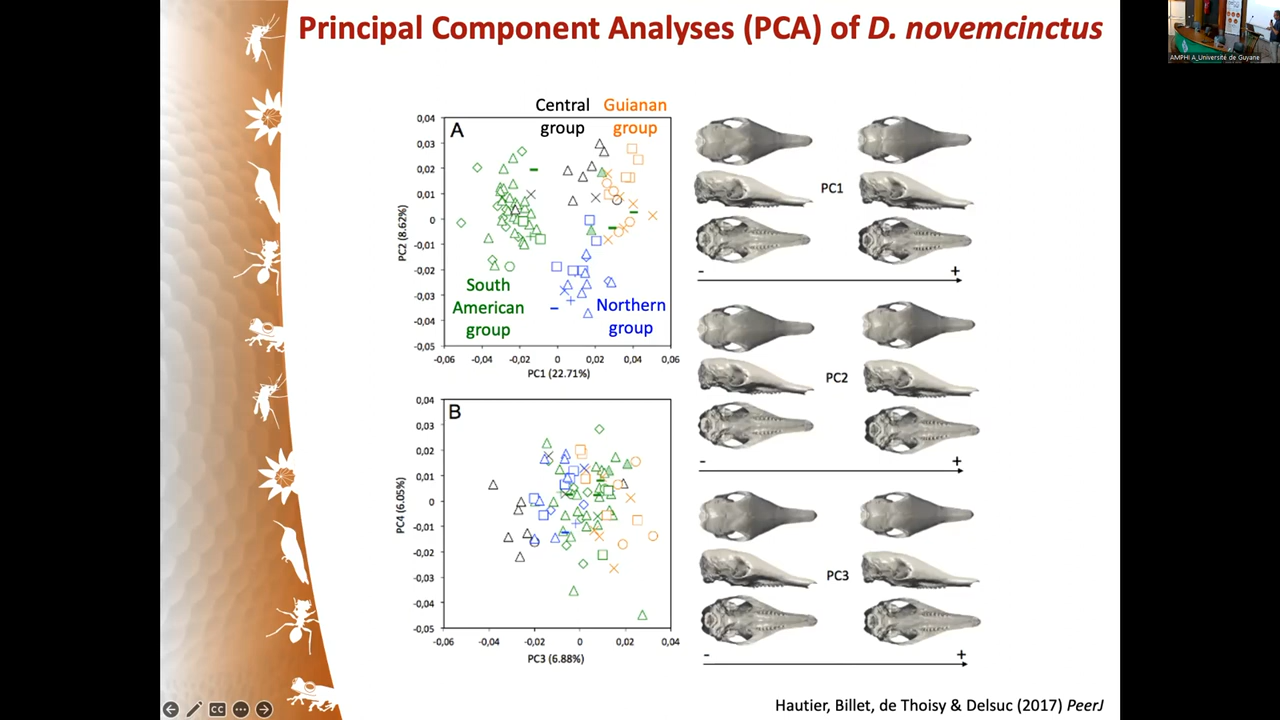 Principal Component Analyses (PCA) of D. novemcinctus
AMPHI A_Université de Guyane
Central group
Guianan group
A
0,04
0,03
0,02
0,01
0
-0,01
-0,02
-0,03
-0,04
-0,05
PC2 (8.62%)
South American group
Northern group
-0,06 -0,04 -0,02 0 0,02 0,04 0,06
PC1 (22.71%)
PC1
- +
B
0,04
0,03
0,02
0,01
0
-0,01
-0,02
-0,03
-0,04
-0,05
PC4 (6.05%)
-0,06 -0,04 -0,02 0 0,02 0,04
PC3 (6.88%)
PC2
- +
PC3
- +
Hautier, Billet, de Thoisy & Delsuc (2017) PeerJ
CC